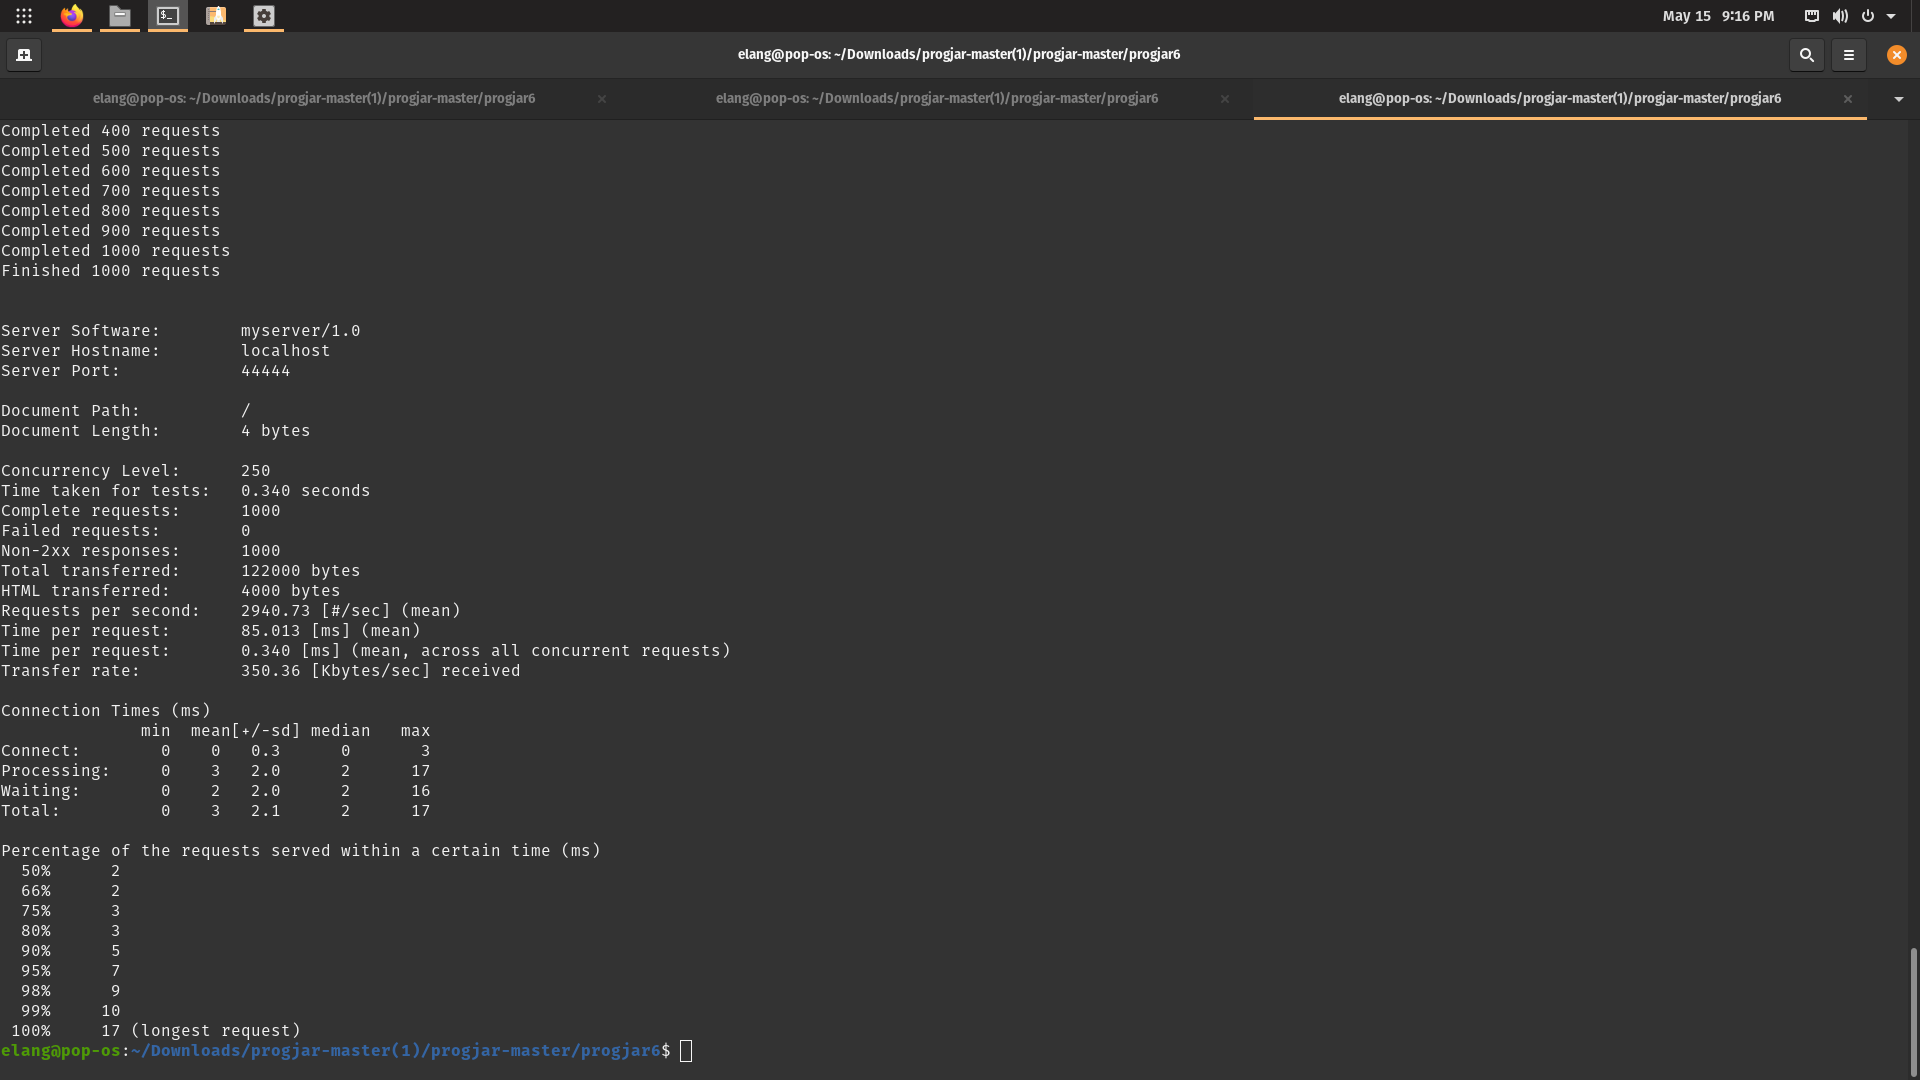 May 15 9:16 PM
elang@pop-os: ~/Downloads/progjar-master(1)/progjar-master/progjar6
elang@pop-os: ~/Downloads/progjar-master(1)/progjar-master/progjar6
elang@pop-os: ~/Downloads/progjar-master(1)/progjar-master/progjar6
elang@pop-os: ~/Downloads/progjar-master(1)/progjar-master/progjar6
Completed 400 requests
Completed 500 requests
Completed 600 requests
Completed 700 requests
Completed 800 requests
Completed 900 requests
Completed 1000 requests
Finished 1000 requests
Server Software:        myserver/1.0
Server Hostname:        localhost
Server Port:            44444
Document Path:          /
Document Length:        4 bytes
Concurrency Level:      250
Time taken for tests:   0.340 seconds
Complete requests:      1000
Failed requests:        0
Non-2xx responses:      1000
Total transferred:      122000 bytes
HTML transferred:       4000 bytes
Requests per second:    2940.73 [#/sec] (mean)
Time per request:       85.013 [ms] (mean)
Time per request:       0.340 [ms] (mean, across all concurrent requests)
Transfer rate:          350.36 [Kbytes/sec] received
Connection Times (ms)
              min  mean[+/-sd] median   max
Connect:        0    0   0.3      0       3
Processing:     0    3   2.0      2      17
Waiting:        0    2   2.0      2      16
Total:          0    3   2.1      2      17
Percentage of the requests served within a certain time (ms)
  50%      2
  66%      2
  75%      3
  80%      3
  90%      5
  95%      7
  98%      9
  99%     10
 100%     17 (longest request)
elang@pop-os:~/Downloads/progjar-master(1)/progjar-master/progjar6$